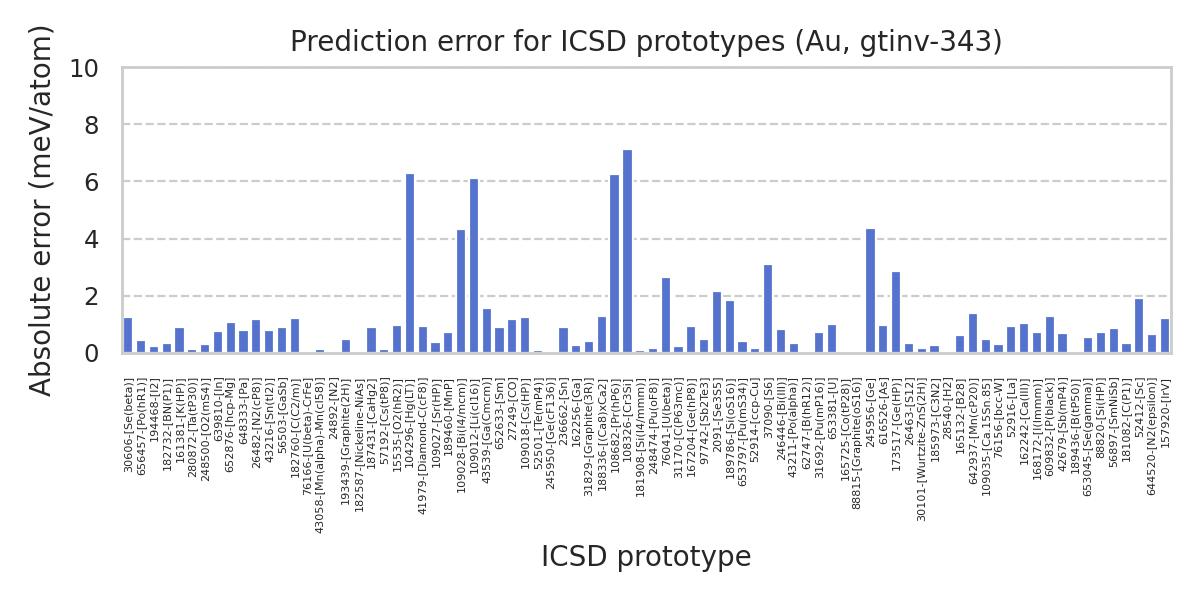 Prediction error for ICSD prototypes (Au, gtinv-343)
Absolute error (meV/atom)
10
8
6
4
2
0
30606-[Se(beta)]
656457-[Po(hR1)]
194468-[I2]
182732-[BN(P1)]
161381-[K(HP)]
280872-[Ta(tP30)]
248500-[O2(mS4)]
639810-[In]
652876-[hcp-Mg]
648333-[Pa]
26482-[N2(cP8)]
43216-[Sn(tI2)]
56503-[GaSb]
182760-[C(C2/m)]
76166-[U(beta)-CrFe]
43058-[Mn(alpha)-Mn(cI58)]
24892-[N2]
193439-[Graphite(2H)]
182587-[Nickeline-NiAs]
187431-[CaHg2]
57192-[Cs(tP8)]
15535-[O2(hR2)]
104296-[Hg(LT)]
41979-[Diamond-C(cF8)]
109027-[Sr(HP)]
189460-[MnP]
109028-[Bi(I4/mcm)]
109012-[Li(cI16)]
43539-[Ga(Cmcm)]
652633-[Sm]
27249-[CO]
109018-[Cs(HP)]
52501-[Te(mP4)]
245950-[Ge(cF136)]
236662-[Sn]
162256-[Ga]
31829-[Graphite(3R)]
188336-[(Ca8)xCa2]
108682-[Pr(hP6)]
108326-[Cr3Si]
181908-[Si(I4/mmm)]
248474-[Pu(oF8)]
76041-[U(beta)]
31170-[C(P63mc)]
167204-[Ge(hP8)]
97742-[Sb2Te3]
2091-[Se3S5]
189786-[Si(oS16)]
653797-[Pu(mS34)]
52914-[ccp-Cu]
37090-[S6]
246446-[Bi(III)]
43211-[Po(alpha)]
62747-[B(hR12)]
31692-[Pu(mP16)]
653381-[U]
165725-[Co(tP28)]
88815-[Graphite(oS16)]
245956-[Ge]
616526-[As]
173517-[Ge(HP)]
26463-[S12]
30101-[Wurtzite-ZnS(2H)]
185973-[C3N2]
28540-[H2]
165132-[B28]
642937-[Mn(cP20)]
109035-[Ca.15Sn.85]
76156-[bcc-W]
52916-[La]
162242-[Ca(III)]
168172-[I(Immm)]
609832-[P(black)]
42679-[Sb(mP4)]
189436-[B(tP50)]
653045-[Se(gamma)]
88820-[Si(HP)]
56897-[SmNiSb]
181082-[C(P1)]
52412-[Sc]
644520-[N2(epsilon)]
157920-[IrV]
ICSD prototype